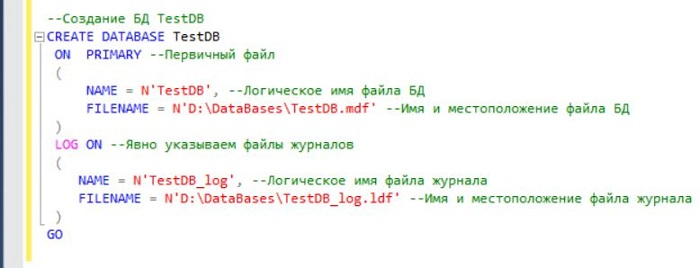 --Создание БД TestDB
CREATE DATABASE TestDB
ON  PRIMARY --Первичный файл
(
NAME = N'TestDB', --Логическое имя файла БД
FILENAME = N'D:\DataBases\TestDB.mdf' --Имя и местоположение файла БД
)
LOG ON --Явно указываем файлы журналов
(
NAME = N'TestDB_log', --Логическое имя файла журнала
FILENAME = N'D:\DataBases\TestDB_log.ldf' --Имя и местоположение файла журнала
)
GO